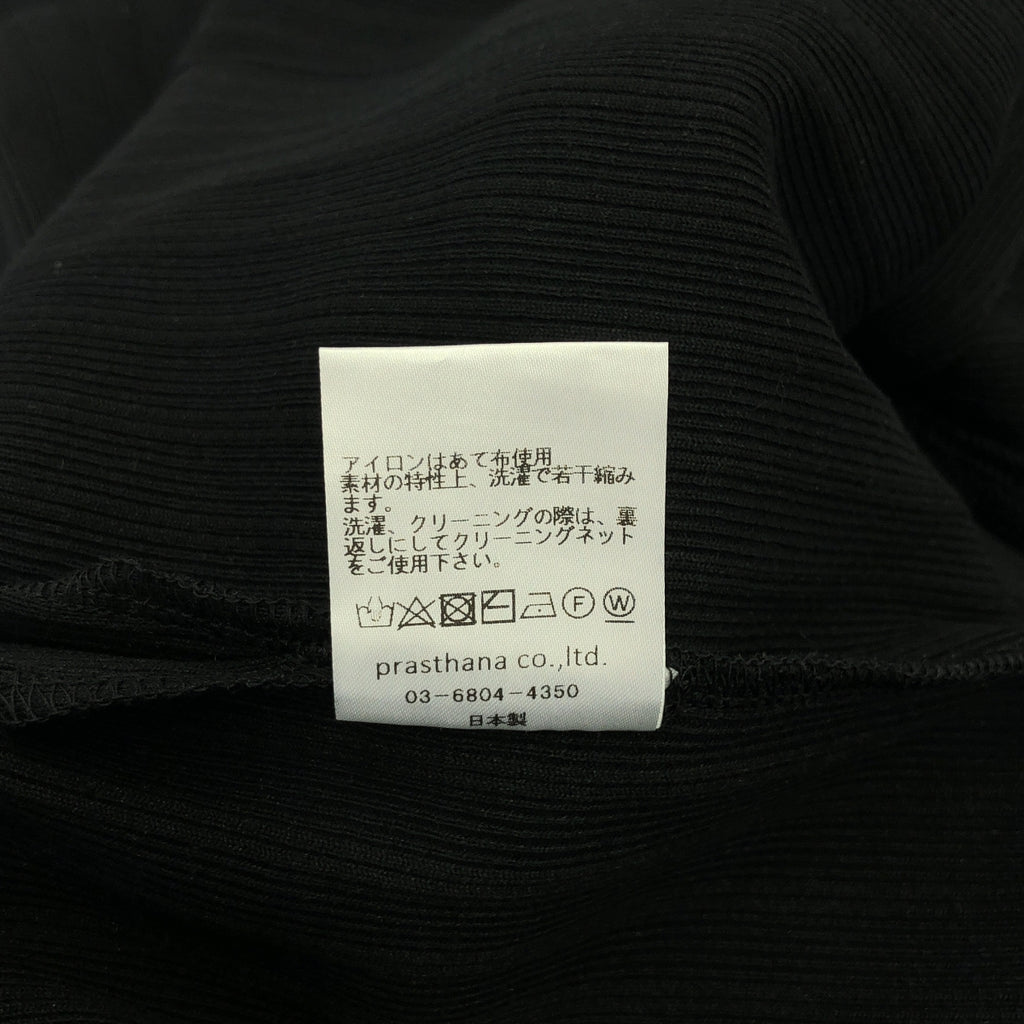 アイロンはあて布使用
素材の特性上、洗濯で若干縮み
ます。
洗濯、クリーニングの際は、裏
返しにしてクリーニングネット
をご使用下さい。
F W
prasthana co.,ltd.
03-6804-4350
日本製